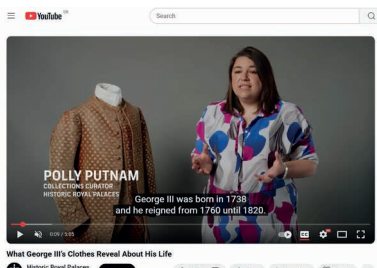 YouTube
Search
POLLY PUTNAM
COLLECTIONS CURATOR
HISTORIC ROYAL PALACES
George III was born in 1738
and he reigned from 1760 until 1820.
What George III's Clothes Reveal About His Life
Historic Royal Palaces